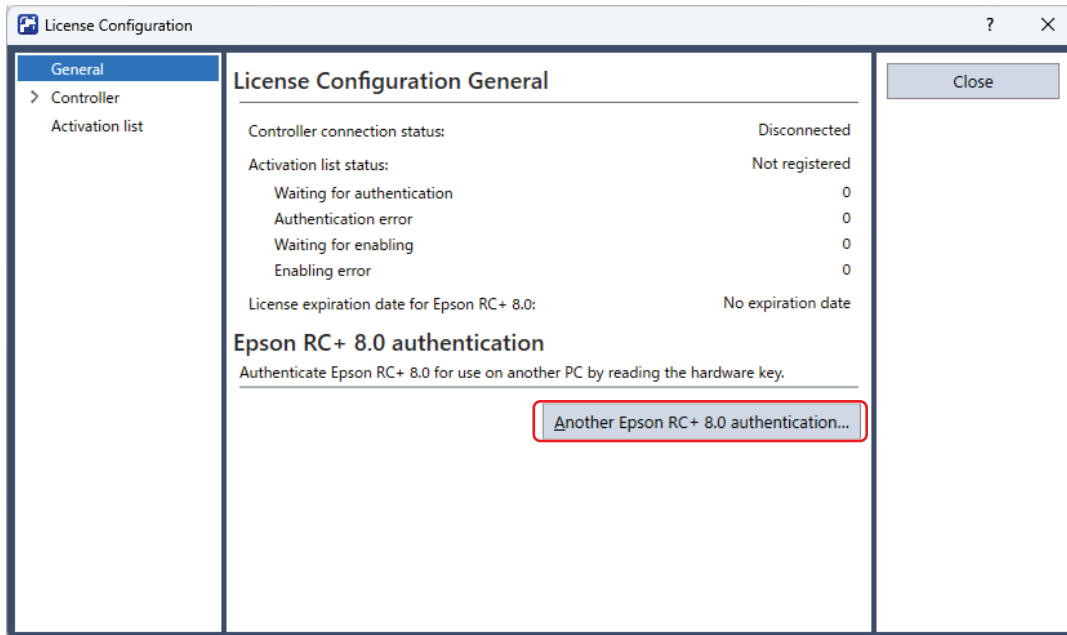 License Configuration
?
General
Controller
Activation list
License Configuration General
Controller connection status: Disconnected
Activation list status: Not registered
Waiting for authentication 0
Authentication error 0
Waiting for enabling 0
Enabling error 0
License expiration date for Epson RC+ 8.0: No expiration date
Epson RC+ 8.0 authentication
Authenticate Epson RC+ 8.0 for use on another PC by reading the hardware key.
Another Epson RC+ 8.0 authentication...
Close